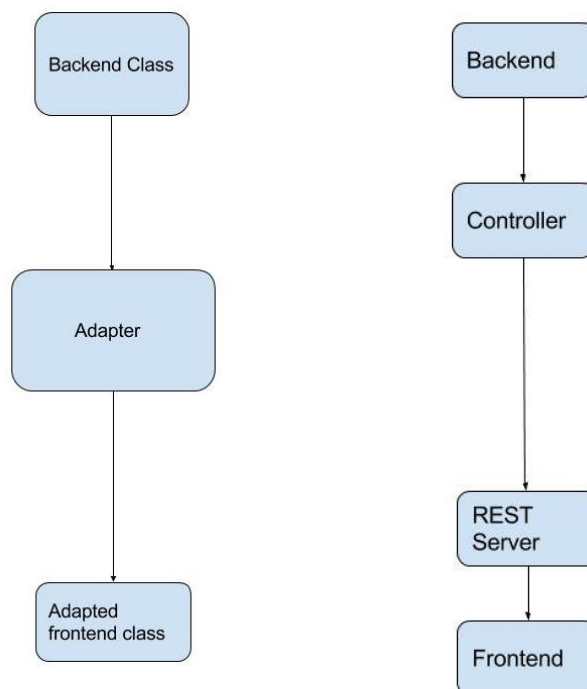 Backend Class
Adapter
Adapted
frontend class
Backend
Controller
REST
Server
Frontend